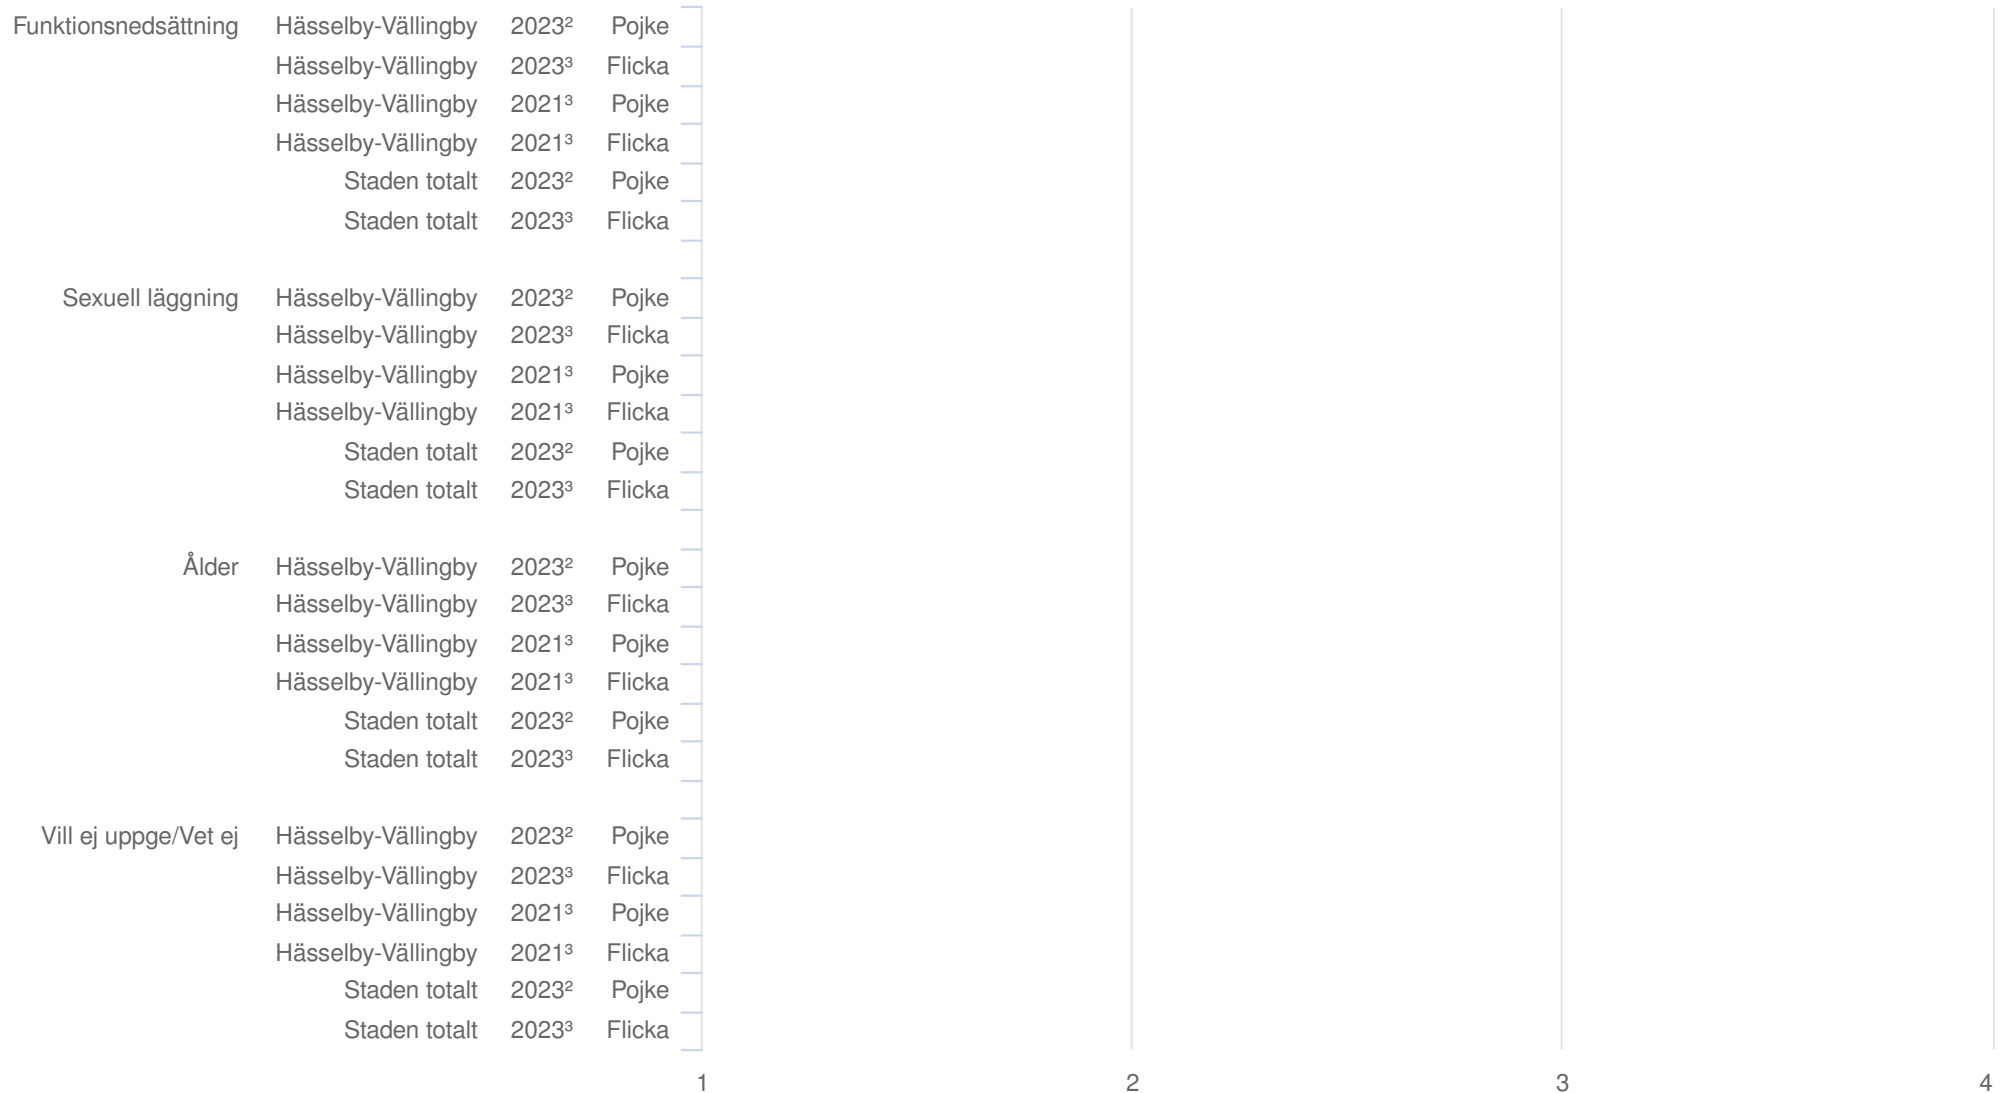 Funktionsnedsättning Hässelby-Vällingby 2023² Pojke
Hässelby-Vällingby 2023³ Flicka
Hässelby-Vällingby 2021³ Pojke
Hässelby-Vällingby 2021³ Flicka
Staden totalt 2023² Pojke
Staden totalt 2023³ Flicka
Sexuell läggning Hässelby-Vällingby 2023² Pojke
Hässelby-Vällingby 2023³ Flicka
Hässelby-Vällingby 2021³ Pojke
Hässelby-Vällingby 2021³ Flicka
Staden totalt 2023² Pojke
Staden totalt 2023³ Flicka
Ålder Hässelby-Vällingby 2023² Pojke
Hässelby-Vällingby 2023³ Flicka
Hässelby-Vällingby 2021³ Pojke
Hässelby-Vällingby 2021³ Flicka
Staden totalt 2023² Pojke
Staden totalt 2023³ Flicka
Vill ej uppge/Vet ej Hässelby-Vällingby 2023² Pojke
Hässelby-Vällingby 2023³ Flicka
Hässelby-Vällingby 2021³ Pojke
Hässelby-Vällingby 2021³ Flicka
Staden totalt 2023² Pojke
Staden totalt 2023³ Flicka
1 2 3 4